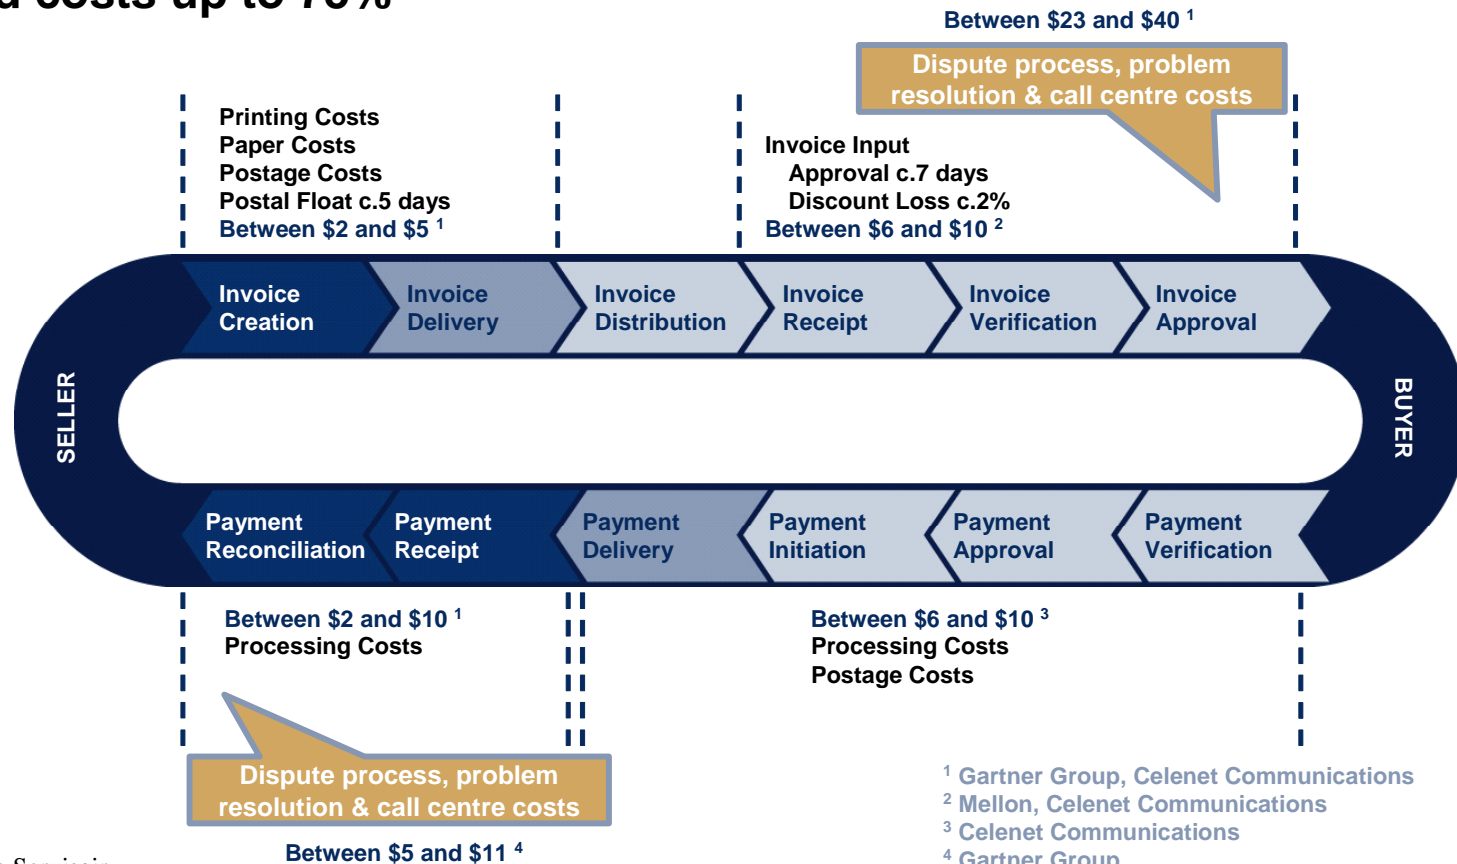 costs up to 70%
Between $23 and $40 ¹
Dispute process, problem
resolution & call centre costs
Printing Costs
Paper Costs
Postage Costs
Postal Float c.5 days
Between $2 and $5 ¹
Invoice Input
Approval c.7 days
Discount Loss c.2%
Between $6 and $10 ²
Invoice
Creation
Invoice
Delivery
Invoice
Distribution
Invoice
Receipt
Invoice
Verification
Invoice
Approval
SELLER
BUYER
Payment
Reconciliation
Payment
Receipt
Payment
Delivery
Payment
Initiation
Payment
Approval
Payment
Verification
Between $2 and $10 ¹
Processing Costs
Between $6 and $10 ³
Processing Costs
Postage Costs
Dispute process, problem
resolution & call centre costs
Between $5 and $11 ⁴
¹ Gartner Group, Celenet Communications
² Mellon, Celenet Communications
³ Celenet Communications
⁴ Gartner Group